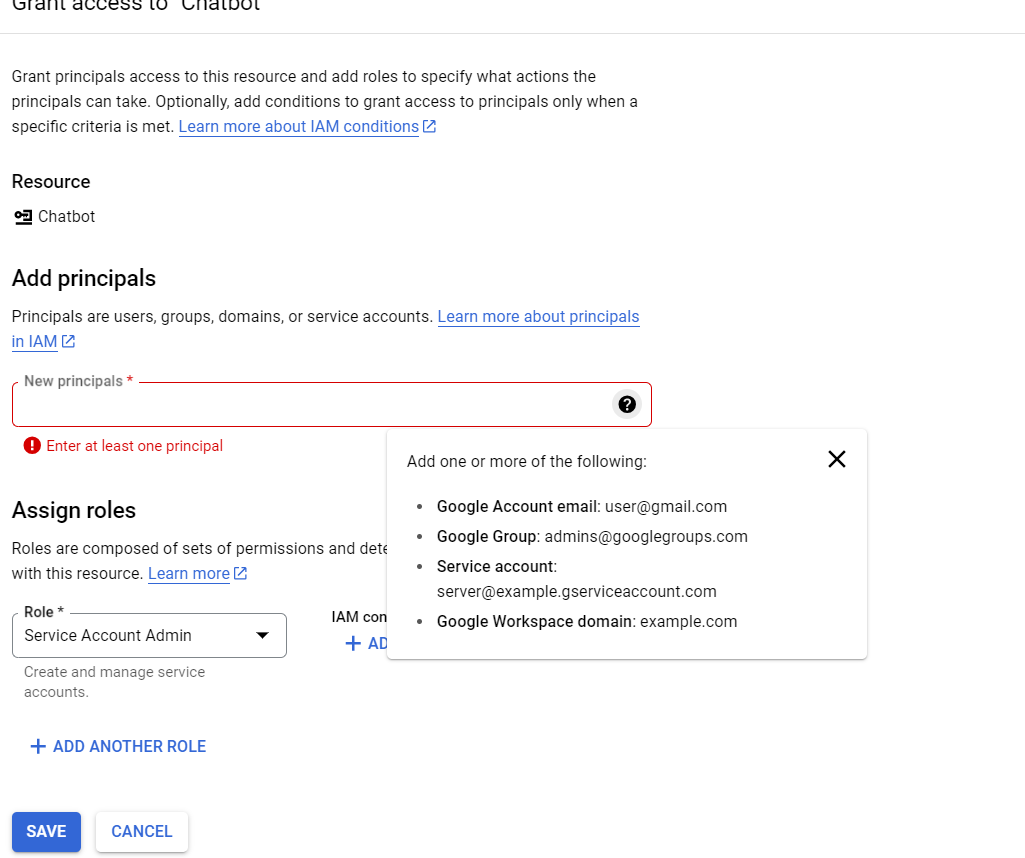 Grant access to "Chatbot"
Grant principals access to this resource and add roles to specify what actions the
principals can take. Optionally, add conditions to grant access to principals only when a
specific criteria is met. Learn more about IAM conditions
Resource
Chatbot
Add principals
Principals are users, groups, domains, or service accounts. Learn more about principals
in IAM
New principals *
Enter at least one principal
Add one or more of the following:
• Google Account email: user@gmail.com
• Google Group: admins@googlegroups.com
• Service account:
server@example.gserviceaccount.com
• Google Workspace domain: example.com
Assign roles
Roles are composed of sets of permissions and dete
with this resource. Learn more
Role *
Service Account Admin
IAM con
+ AD
Create and manage service
accounts.
+ ADD ANOTHER ROLE
SAVE
CANCEL